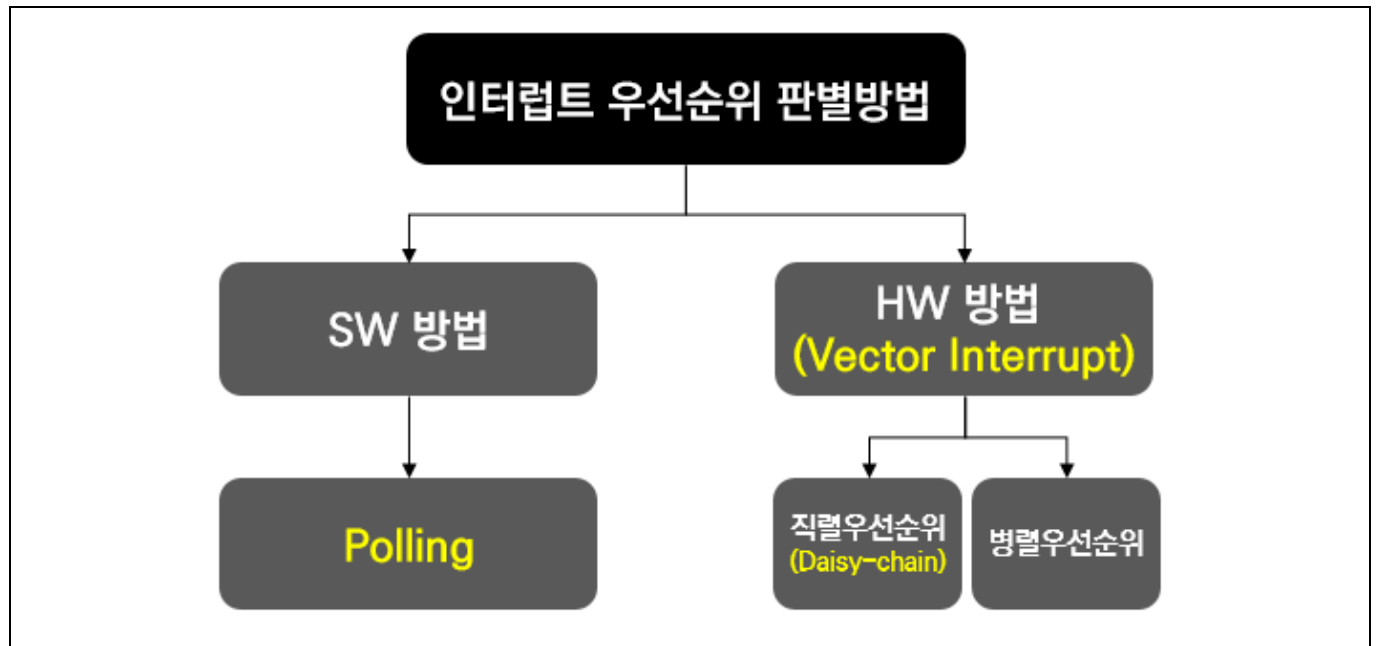 인터럽트 우선순위 판별방법
SW 방법
HW 방법
(Vector Interrupt)
Polling
직렬우선순위
(Daisy-chain)
병렬우선순위